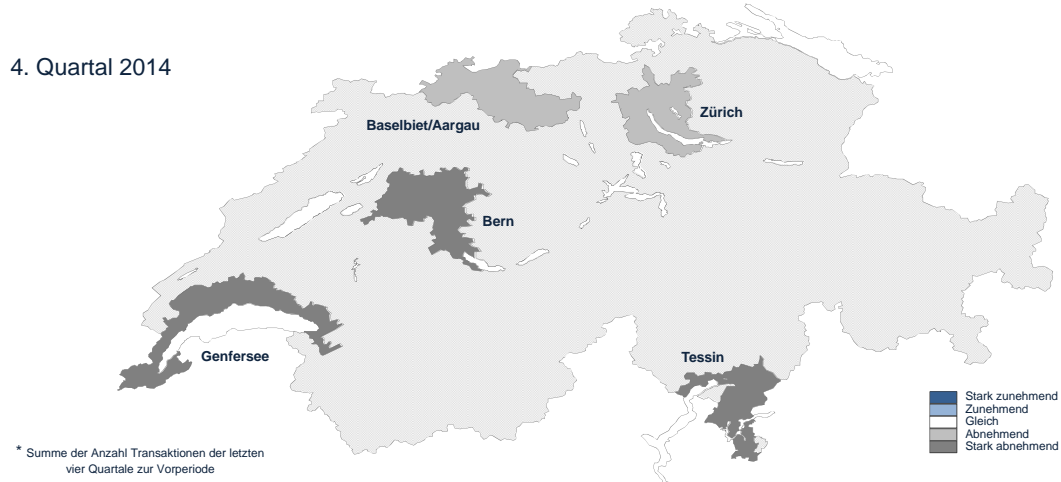 4. Quartal 2014
Zürich
Baselbiet/Aargau
Bern
Genfersee
Tessin
Stark zunehmend
Zunehmend
Gleich
Abnehmend
Stark abnehmend
* Summe der Anzahl Transaktionen der letzten
vier Quartale zur Vorperiode